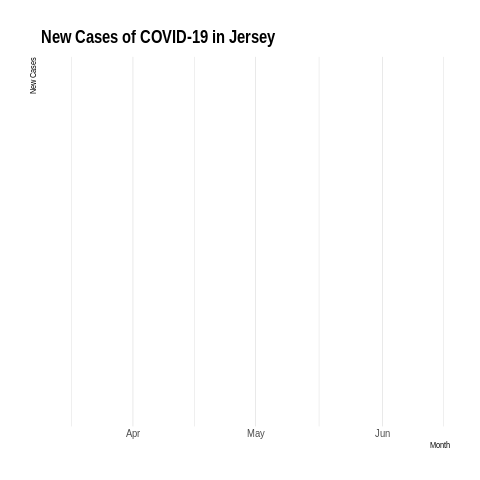 New Cases of COVID-19 in Jersey
New Cases
Apr
May
Jun
Month